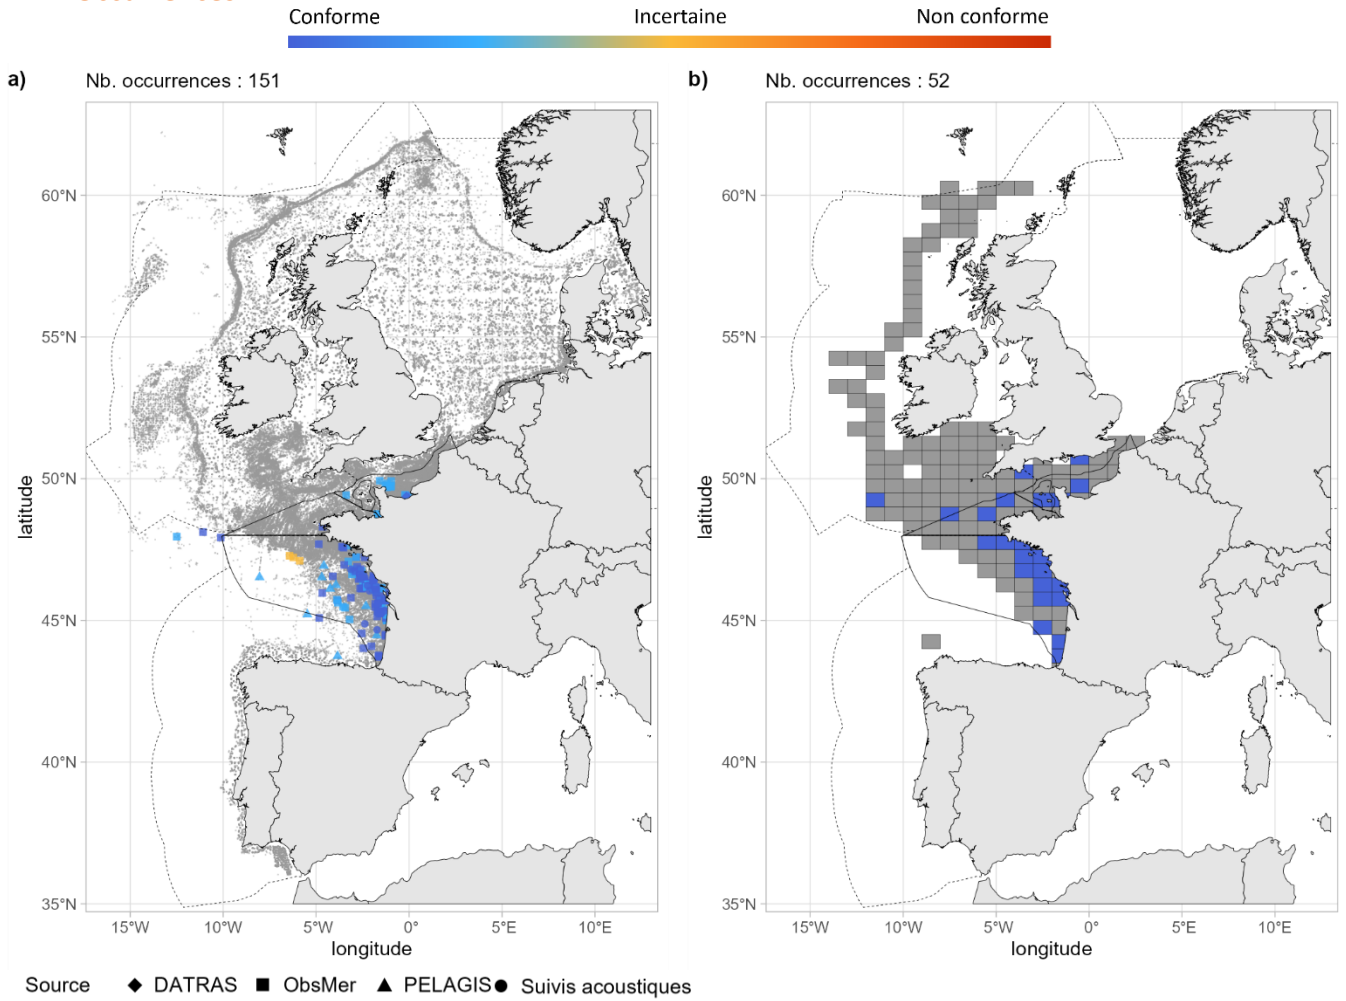 Conforme Incertaine Non conforme
a) Nb. occurrences : 151
b) Nb. occurrences : 52
60°N
55°N
50°N
45°N
40°N
35°N
latitude
15°W 10°W 5°W 0° 5°E 10°E
longitude
60°N
55°N
50°N
45°N
40°N
35°N
latitude
15°W 10°W 5°W 0° 5°E 10°E
longitude
Source DATRAS ObsMer PELAGIS Suivis acoustiques